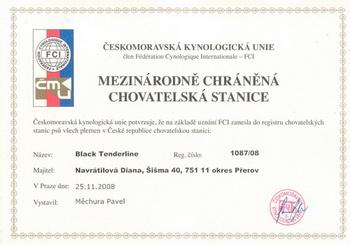 ČESKOMORAVSKÁ KYNOLOGICKÁ UNIE
člen Fédération Cynologique Internationale – FCI
FCI
ČMKU
MEZINÁRODNĚ CHRÁNĚNÁ
CHOVATELSKÁ STANICE
Českomoravská kynologická unie potvrzuje, že na základě uznání FCI zanesla do registru chovatelských
stanic psů všech plemen v České republice chovatelskou stanici:
Název: Black Tenderline Reg. číslo: 1087/08
Majitel: Navrátilová Diana, Šišma 40, 751 11 okres Přerov
V Praze dne: 25.11.2008
Vystavil: Měchura Pavel